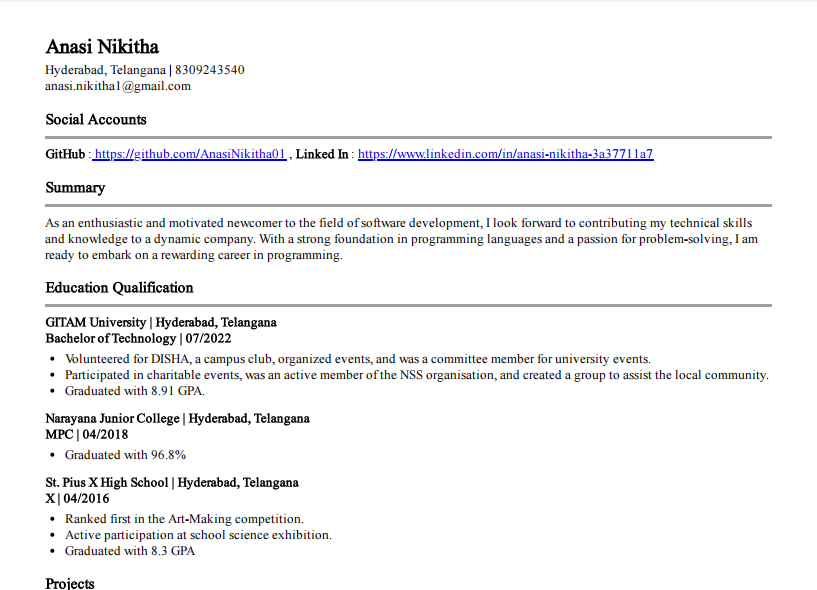 Anasi Nikitha
Hyderabad, Telangana | 8309243540
anasi.nikitha1@gmail.com
Social Accounts
GitHub : https://github.com/AnasiNikitha01 , Linked In : https://www.linkedin.com/in/anasi-nikitha-3a37711a7
Summary
As an enthusiastic and motivated newcomer to the field of software development, I look forward to contributing my technical skills
and knowledge to a dynamic company. With a strong foundation in programming languages and a passion for problem-solving, I am
ready to embark on a rewarding career in programming.
Education Qualification
GITAM University | Hyderabad, Telangana
Bachelor of Technology | 07/2022
• Volunteered for DISHA, a campus club, organized events, and was a committee member for university events.
• Participated in charitable events, was an active member of the NSS organisation, and created a group to assist the local community.
• Graduated with 8.91 GPA.
Narayana Junior College | Hyderabad, Telangana
MPC | 04/2018
• Graduated with 96.8%
St. Pius X High School | Hyderabad, Telangana
X | 04/2016
• Ranked first in the Art-Making competition.
• Active participation at school science exhibition.
• Graduated with 8.3 GPA
Projects